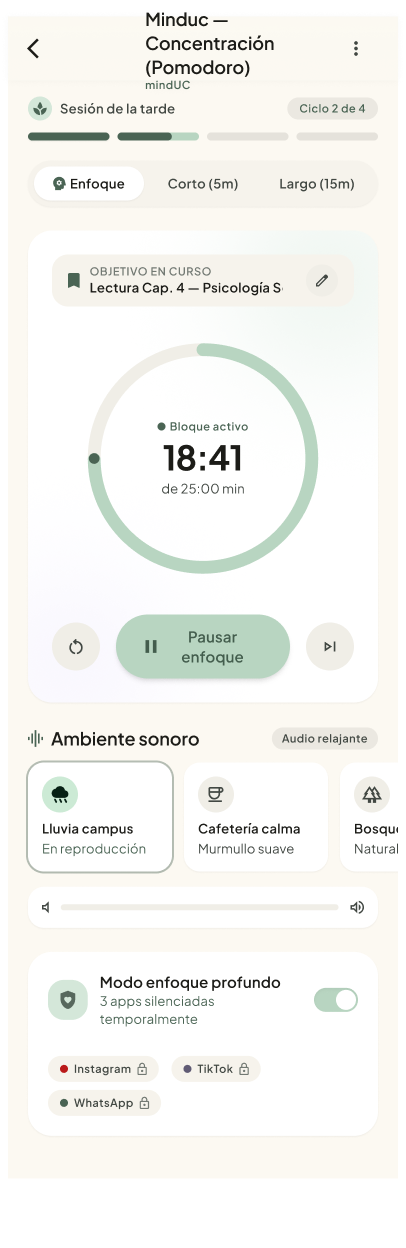 Minduc —
Concentración
(Pomodoro)
mindUC
Sesión de la tarde
Ciclo 2 de 4
Enfoque
Corto (5m)
Largo (15m)
OBJETIVO EN CURSO
Lectura Cap. 4 — Psicología S
Bloque activo
18:41
de 25:00 min
Pausar
enfoque
Ambiente sonoro
Audio relajante
Lluvia campus
En reproducción
Cafetería calma
Murmullo suave
Bosque
Natural
Modo enfoque profundo
3 apps silenciadas
temporalmente
Instagram
TikTok
WhatsApp